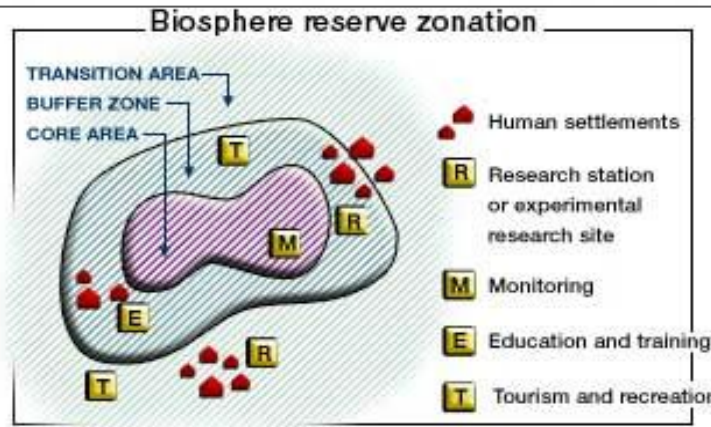 Biosphere reserve zonation
TRANSITION AREA
BUFFER ZONE
CORE AREA
T
R
M
E
T
R
Human settlements
R Research station
or experimental
research site
M Monitoring
E Education and training
T Tourism and recreation